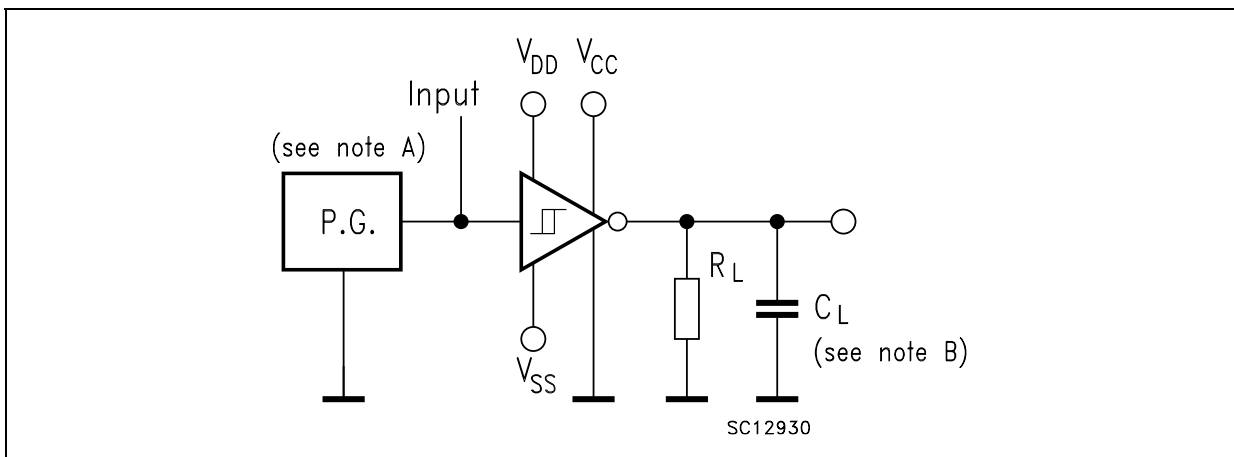 V_DD V_CC
Input
(see note A)
P.G.
R_L
C_L
(see note B)
V_SS
SC12930